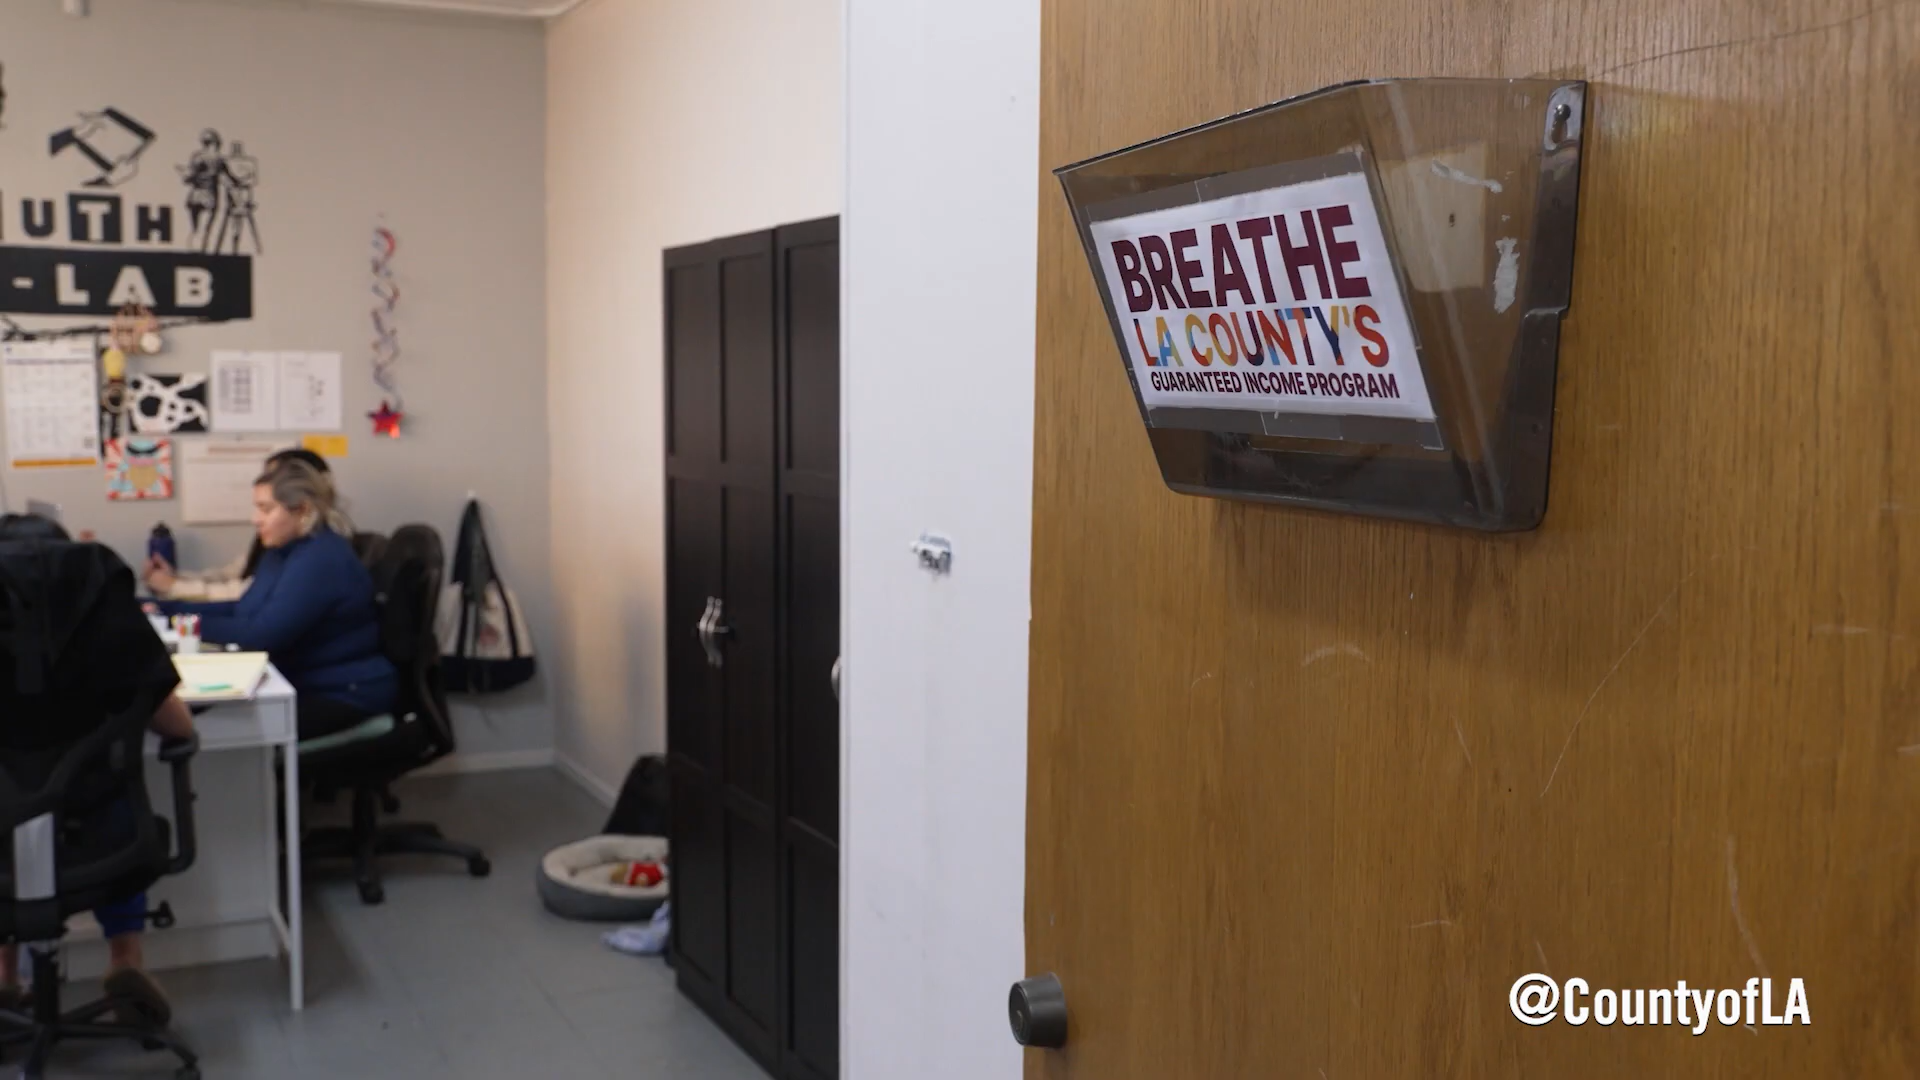 UTH
-LAB
BREATHE
LA COUNTY'S
GUARANTEED INCOME PROGRAM
@CountyofLA